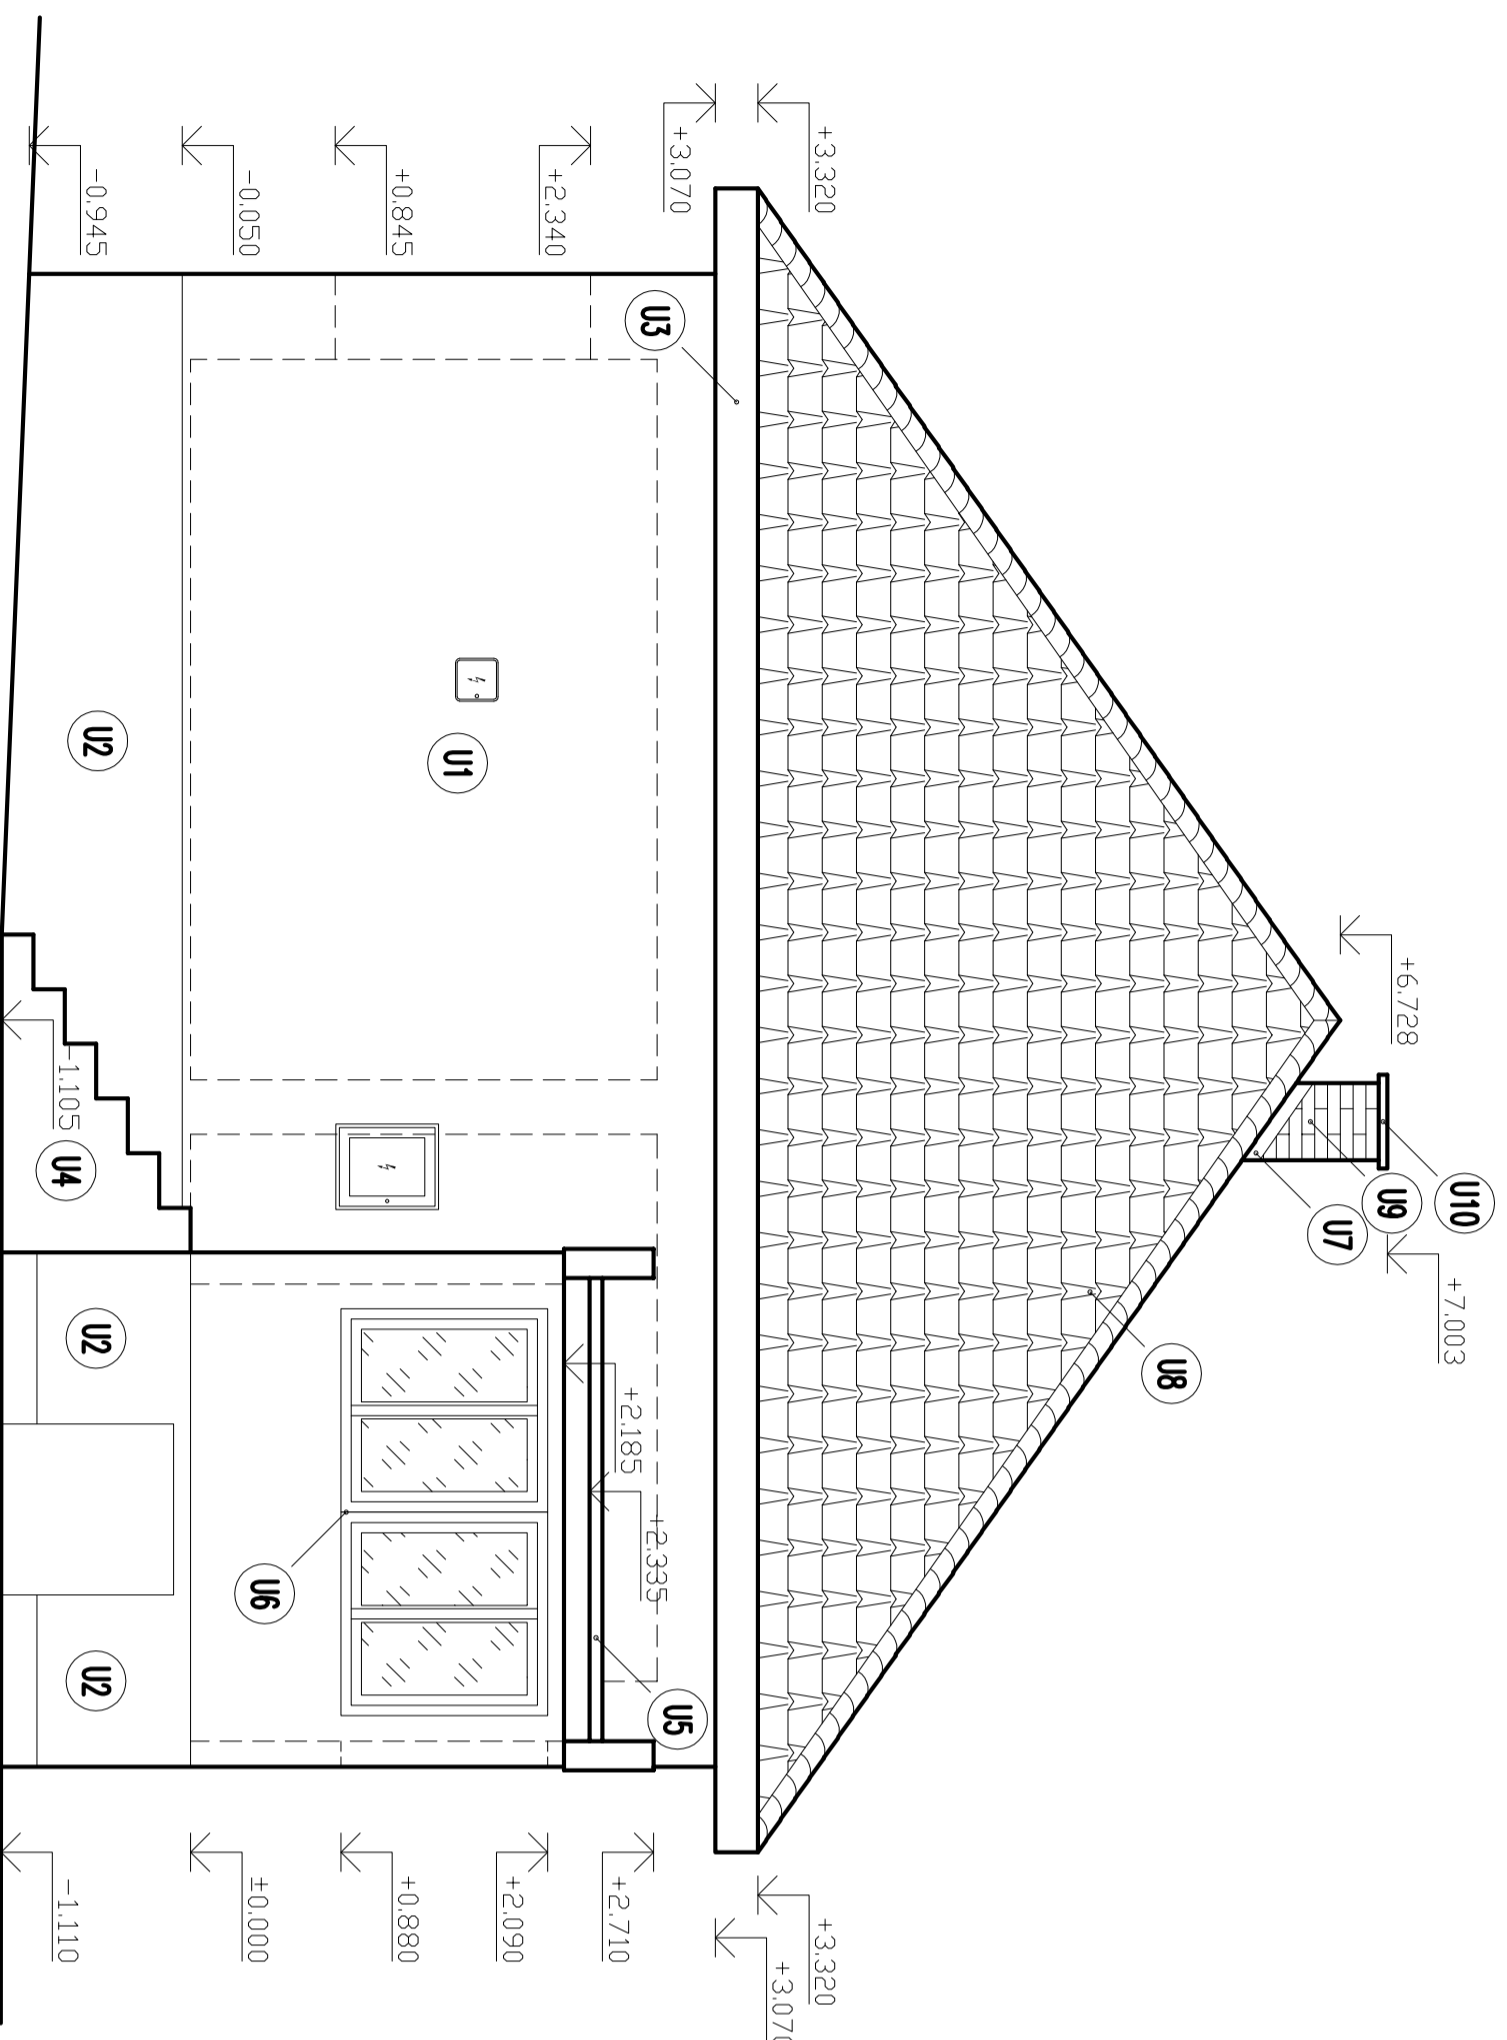 U10
+7.003
U9
U7
+6.728
U8
+3.320
+3.320
+3.070
+3.070
U3
+2.710
U5
+2.335
+2.185
+2.340
+2.090
U1
+0.845
+0.880
U6
-0.050
±0.000
U2
U2
U2
-0.945
U4
-1.105
-1.110